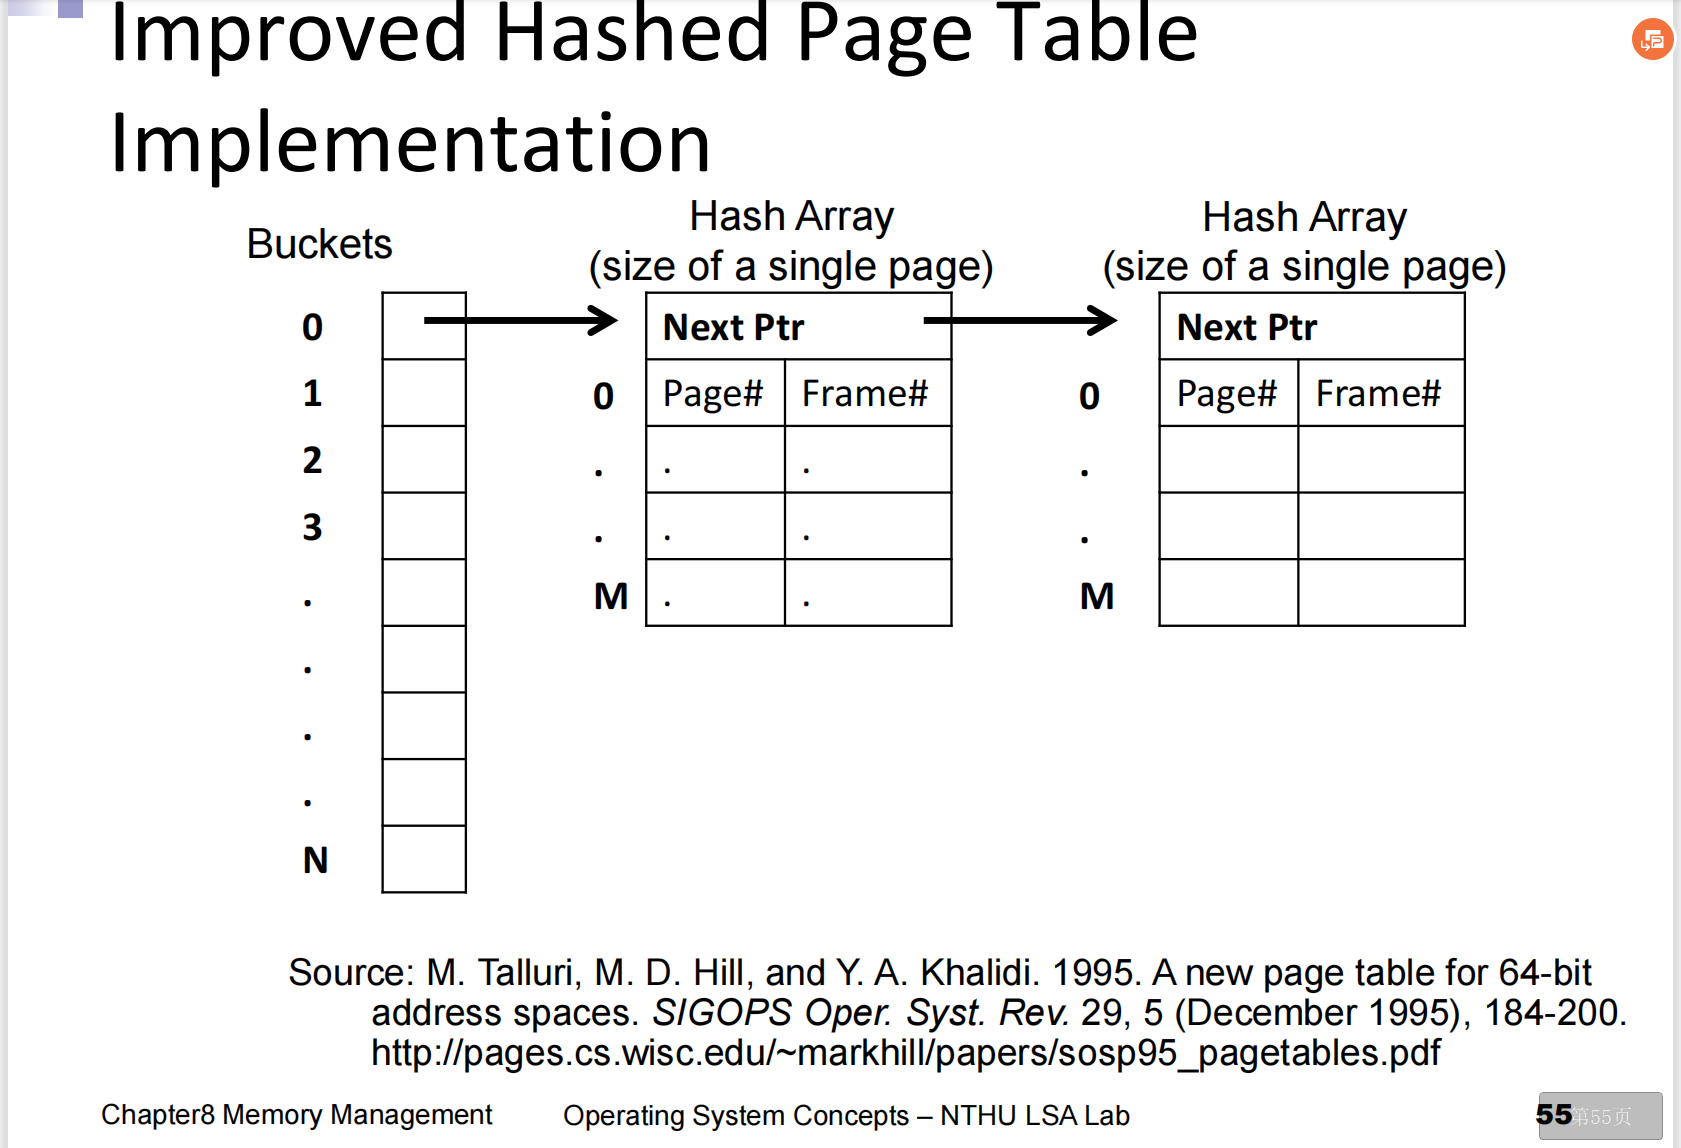 Improved Hashed Page Table
Implementation
Buckets
Hash Array
(size of a single page)
Hash Array
(size of a single page)
0
1
2
3
.
.
.
.
N
Next Ptr
0 Page# Frame#
. . .
. . .
M . .
Next Ptr
0 Page# Frame#
.
.
M
Source: M. Talluri, M. D. Hill, and Y. A. Khalidi. 1995. A new page table for 64-bit
address spaces. SIGOPS Oper. Syst. Rev. 29, 5 (December 1995), 184-200.
http://pages.cs.wisc.edu/~markhill/papers/sosp95_pagetables.pdf
Chapter8 Memory Management
Operating System Concepts – NTHU LSA Lab
55
第55页